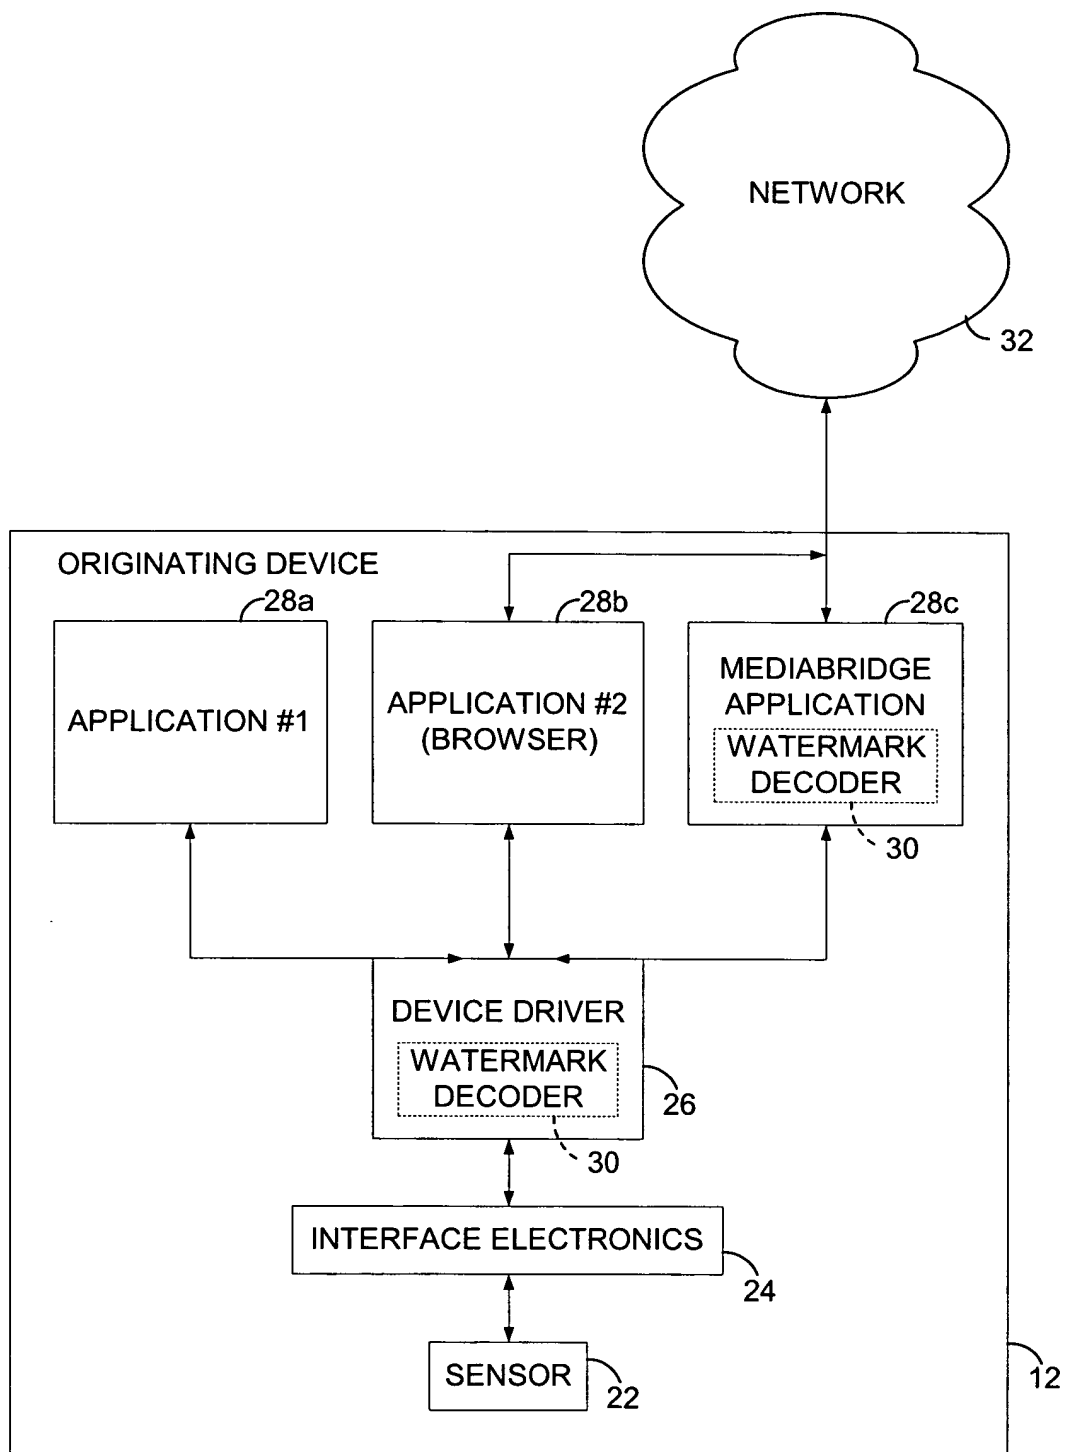 NETWORK
32
ORIGINATING DEVICE
28a
28b
28c
APPLICATION #1
APPLICATION #2
(BROWSER)
MEDIABRIDGE
APPLICATION
WATERMARK
DECODER
30
DEVICE DRIVER
WATERMARK
DECODER
26
30
INTERFACE ELECTRONICS
24
SENSOR
22
12